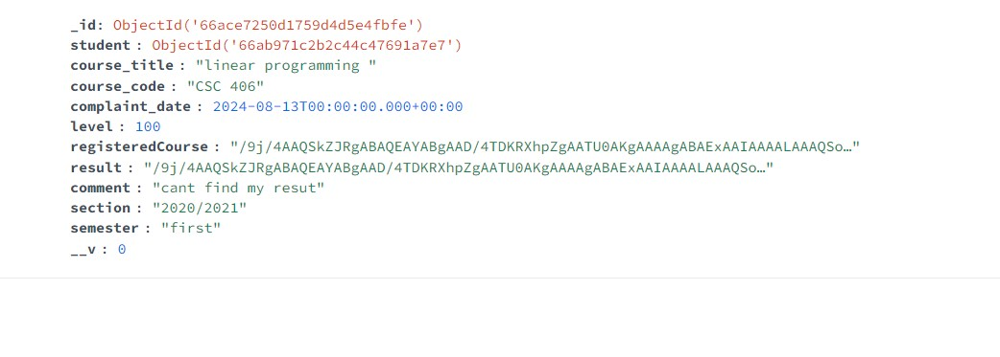 _id: ObjectId('66ace7250d1759d4d5e4fbfe')
student : ObjectId('66ab971c2b2c44c47691a7e7')
course_title : "linear programming "
course_code : "CSC 406"
complaint_date : 2024-08-13T00:00:00.000+00:00
level : 100
registeredCourse : "/9j/4AAQSkZJRgABAQEAYABgAAD/4TDKRXhpZgAATU0AKgAAAAgABAExAAIAAAALAAAQSo…"
result : "/9j/4AAQSkZJRgABAQEAYABgAAD/4TDKRXhpZgAATU0AKgAAAAgABAExAAIAAAALAAAQSo…"
comment : "cant find my resut"
section : "2020/2021"
semester : "first"
__v : 0